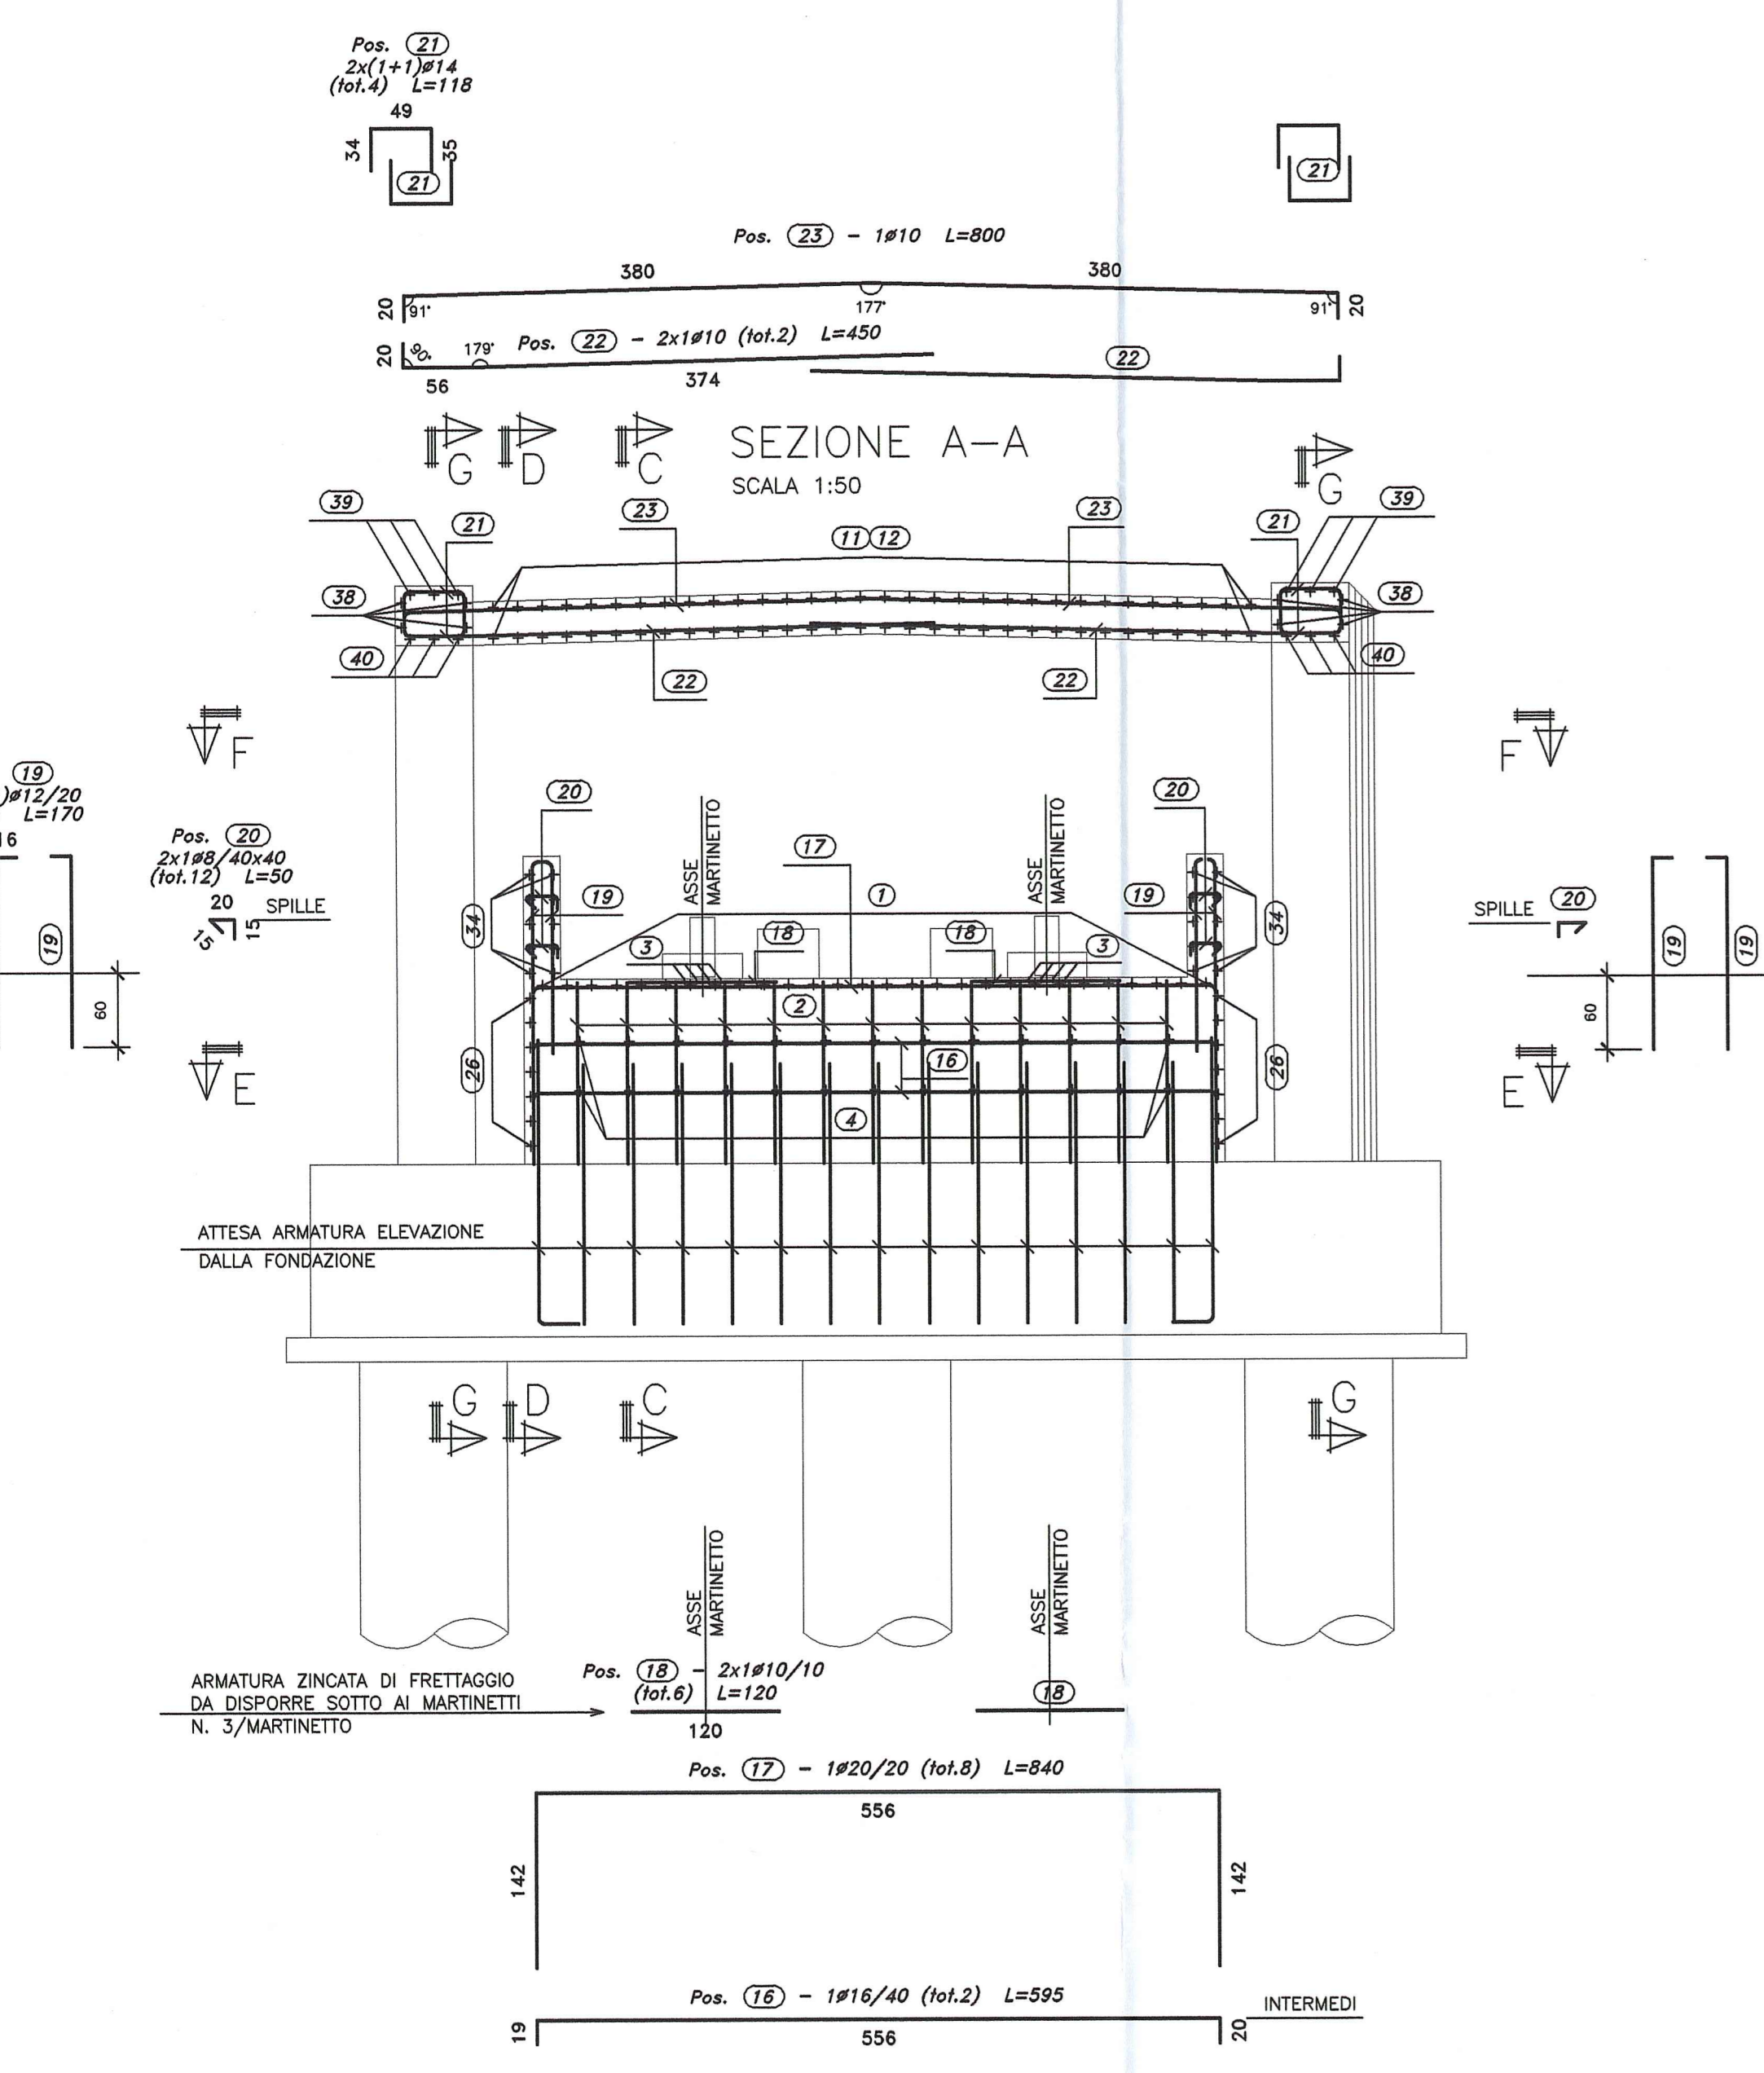 Pos. 21
2x(1+1)ø14
(tot.4) L=118
49
34
35
21
21
Pos. 23 - 1ø10 L=800
380
380
20
91°
177°
91°
20
Pos. 22 - 2x1ø10 (tot.2) L=450
20
90°
179°
22
56
374
G
D
C
SEZIONE A-A
SCALA 1:50
G
39
21
23
11 12
23
21
39
38
38
40
22
22
40
F
F
19
)ø12/20
L=170
16
19
60
Pos. 20
2x1ø8/40x40
(tot.12) L=50
20
15
15
SPILLE
20
ASSE
MARTINETTO
17
ASSE
MARTINETTO
20
34
19
1
19
34
3
18
18
3
SPILLE
20
19
19
60
2
26
16
26
4
E
E
ATTESA ARMATURA ELEVAZIONE
DALLA FONDAZIONE
G
D
C
G
ASSE
MARTINETTO
ASSE
MARTINETTO
ARMATURA ZINCATA DI FRETTAGGIO
DA DISPORRE SOTTO AI MARTINETTI
N. 3/MARTINETTO
Pos. 18 - 2x1ø10/10
(tot.6) L=120
120
18
Pos. 17 - 1ø20/20 (tot.8) L=840
556
142
142
Pos. 16 - 1ø16/40 (tot.2) L=595
19
556
20
INTERMEDI